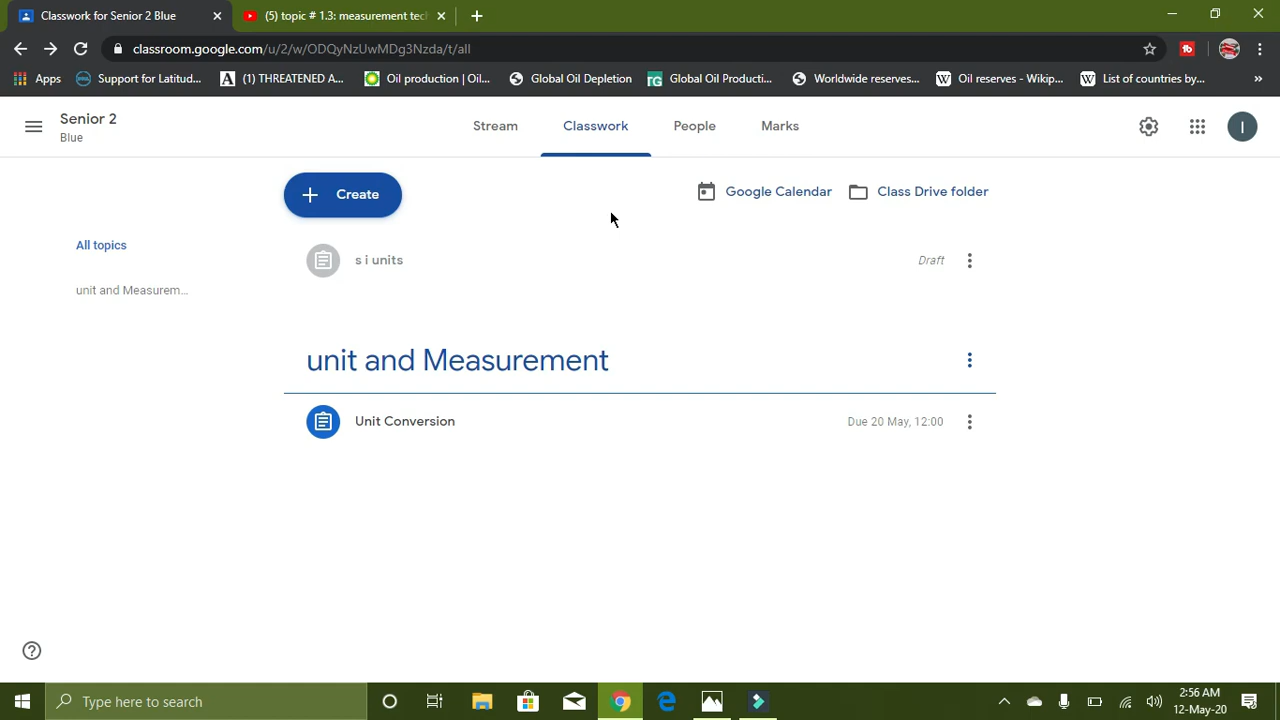 Classwork for Senior 2 Blue
(5) topic # 1.3: measurement tec
classroom.google.com/u/2/w/ODQyNzUwMDg3Nzda/t/all
Apps
Support for Latitud...
(1) THREATENED A...
Oil production | Oil...
Global Oil Depletion
Global Oil Producti...
Worldwide reserves...
Oil reserves - Wikip...
List of countries by...
Senior 2
Blue
Stream
Classwork
People
Marks
I
Create
Google Calendar
Class Drive folder
All topics
unit and Measurem...
s i units
Draft
unit and Measurement
Unit Conversion
Due 20 May, 12:00
Type here to search
2:56 AM
12-May-20